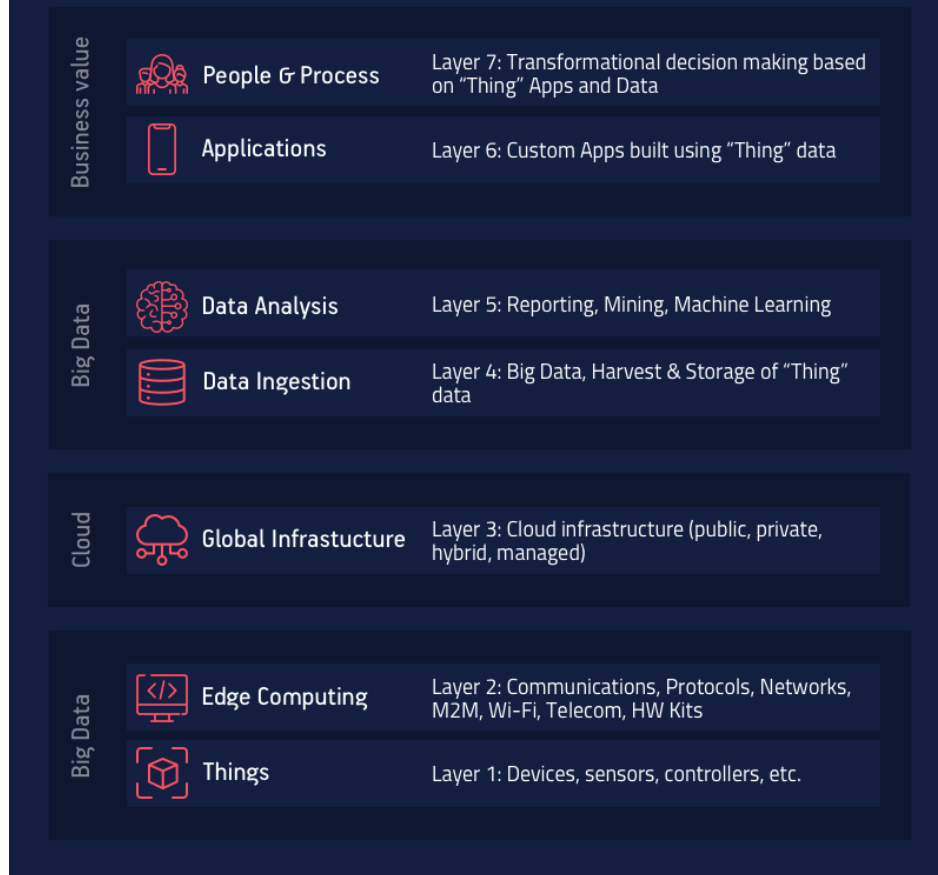 Business value
People & Process
Layer 7: Transformational decision making based
on “Thing” Apps and Data
Applications
Layer 6: Custom Apps built using “Thing” data
Big Data
Data Analysis
Layer 5: Reporting, Mining, Machine Learning
Data Ingestion
Layer 4: Big Data, Harvest & Storage of “Thing”
data
Cloud
Global Infrastucture
Layer 3: Cloud infrastructure (public, private,
hybrid, managed)
Big Data
Edge Computing
Layer 2: Communications, Protocols, Networks,
M2M, Wi-Fi, Telecom, HW Kits
Things
Layer 1: Devices, sensors, controllers, etc.